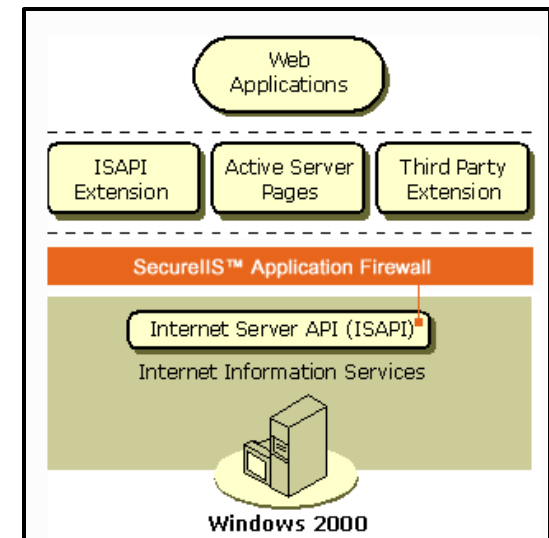 Web
Applications
ISAPI
Extension
Active Server
Pages
Third Party
Extension
SecureIIS™ Application Firewall
Internet Server API (ISAPI)
Internet Information Services
Windows 2000